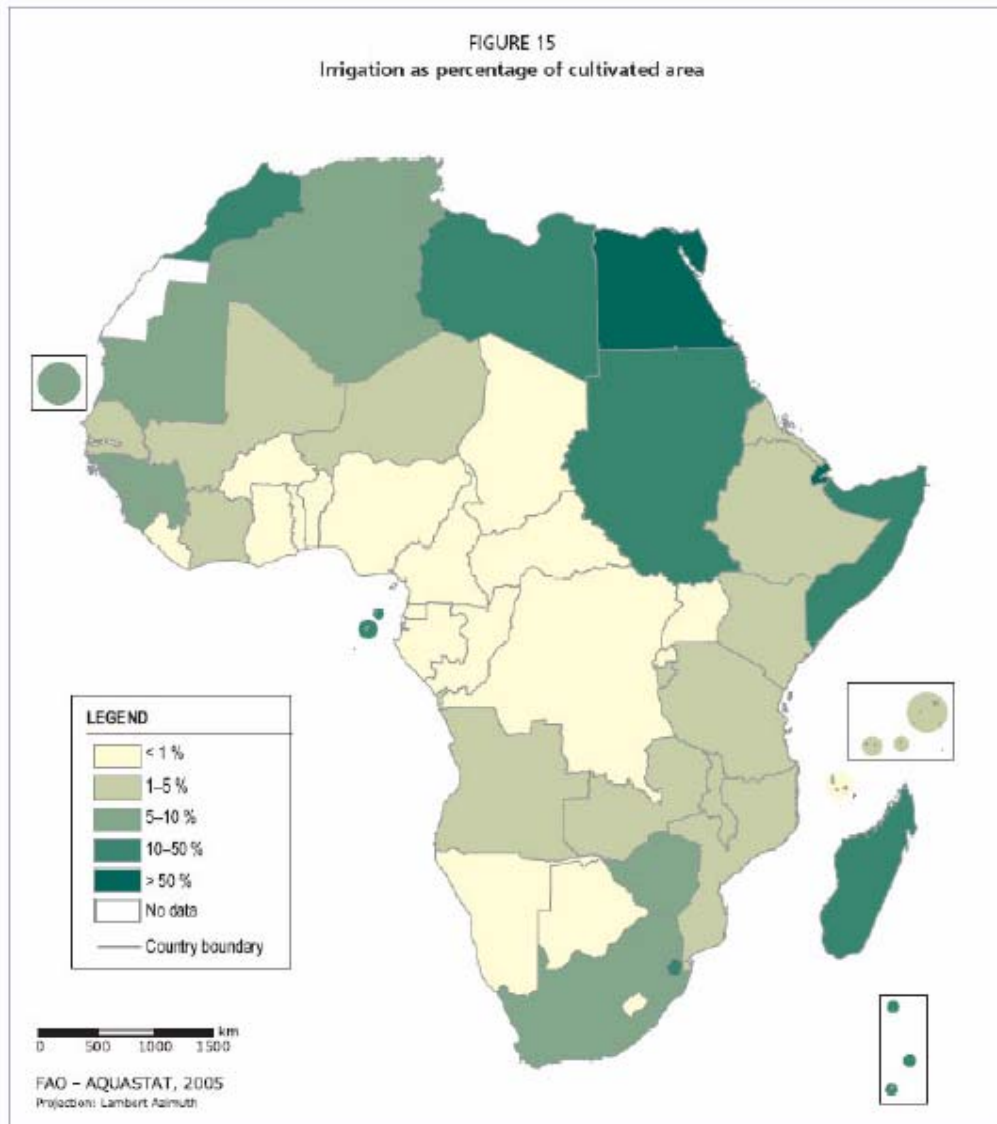 FIGURE 15
Irrigation as percentage of cultivated area
LEGEND
< 1 %
1–5 %
5–10 %
10–50 %
> 50 %
No data
Country boundary
km
0 500 1000 1500
FAO – AQUASTAT, 2005
Projection: Lambert Azimuth